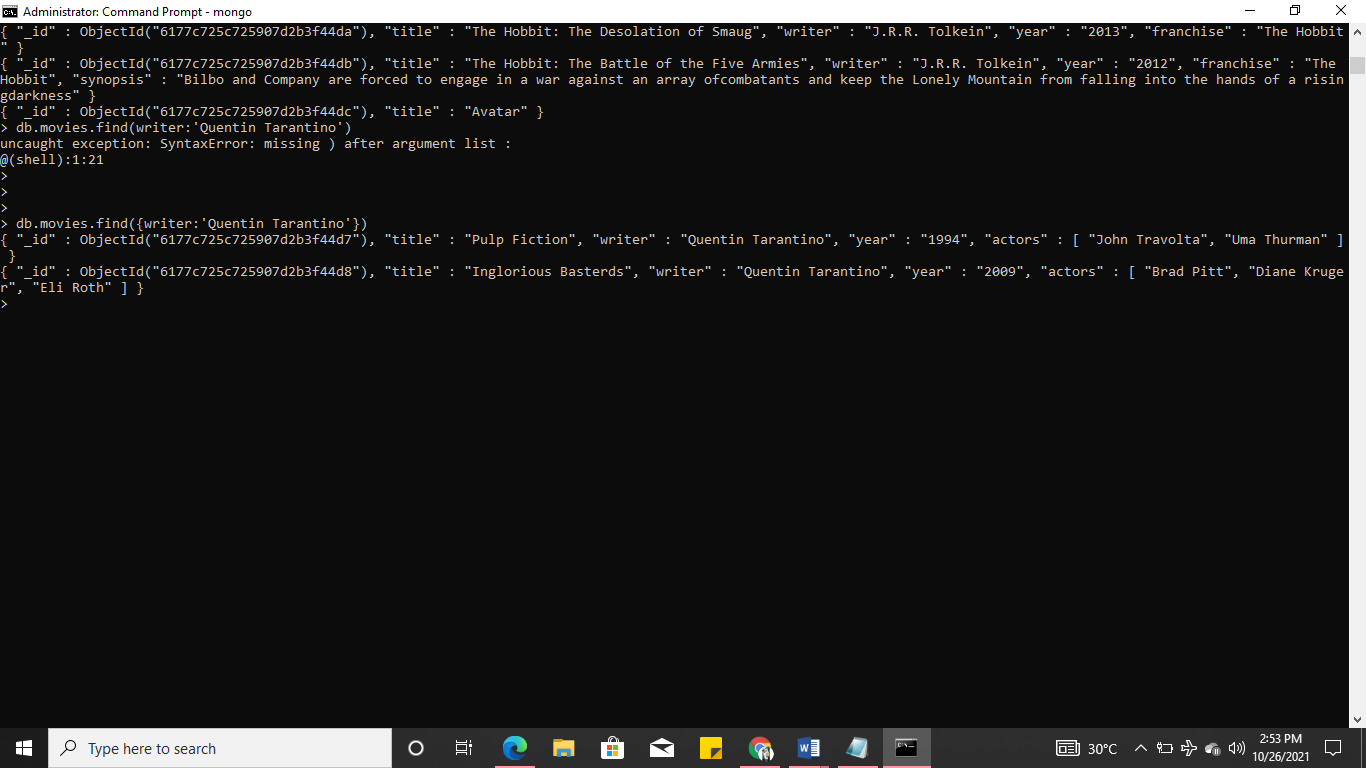 Administrator: Command Prompt - mongo
{ "_id" : ObjectId("6177c725c725907d2b3f44da"), "title" : "The Hobbit: The Desolation of Smaug", "writer" : "J.R.R. Tolkein", "year" : "2013", "franchise" : "The Hobbit
" }
{ "_id" : ObjectId("6177c725c725907d2b3f44db"), "title" : "The Hobbit: The Battle of the Five Armies", "writer" : "J.R.R. Tolkein", "year" : "2012", "franchise" : "The
Hobbit", "synopsis" : "Bilbo and Company are forced to engage in a war against an array ofcombatants and keep the Lonely Mountain from falling into the hands of a risin
gdarkness" }
{ "_id" : ObjectId("6177c725c725907d2b3f44dc"), "title" : "Avatar" }
> db.movies.find(writer:'Quentin Tarantino')
uncaught exception: SyntaxError: missing ) after argument list :
@(shell):1:21
>
>
>
> db.movies.find({writer:'Quentin Tarantino'})
{ "_id" : ObjectId("6177c725c725907d2b3f44d7"), "title" : "Pulp Fiction", "writer" : "Quentin Tarantino", "year" : "1994", "actors" : [ "John Travolta", "Uma Thurman" ]
 }
{ "_id" : ObjectId("6177c725c725907d2b3f44d8"), "title" : "Inglorious Basterds", "writer" : "Quentin Tarantino", "year" : "2009", "actors" : [ "Brad Pitt", "Diane Kruge
r", "Eli Roth" ] }
>
Type here to search
30°C
2:53 PM
10/26/2021